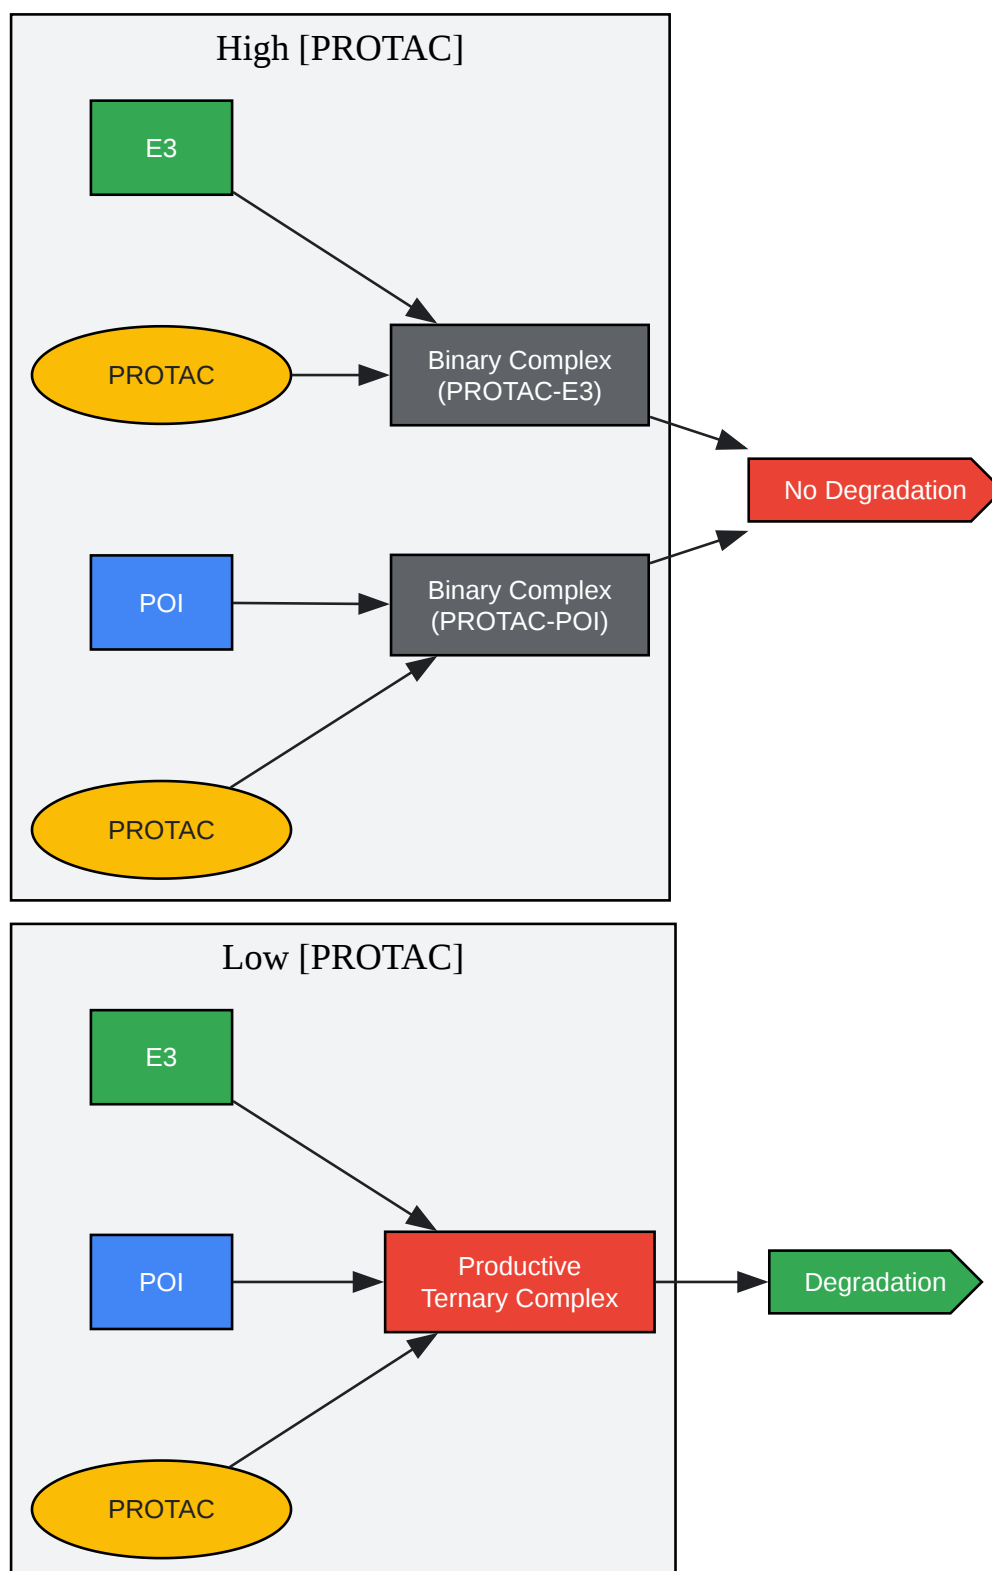 High [PROTAC]
E3
PROTAC
Binary Complex
(PROTAC-E3)
No Degradation
POI
Binary Complex
(PROTAC-POI)
PROTAC
Low [PROTAC]
E3
POI
Productive
Ternary Complex
Degradation
PROTAC